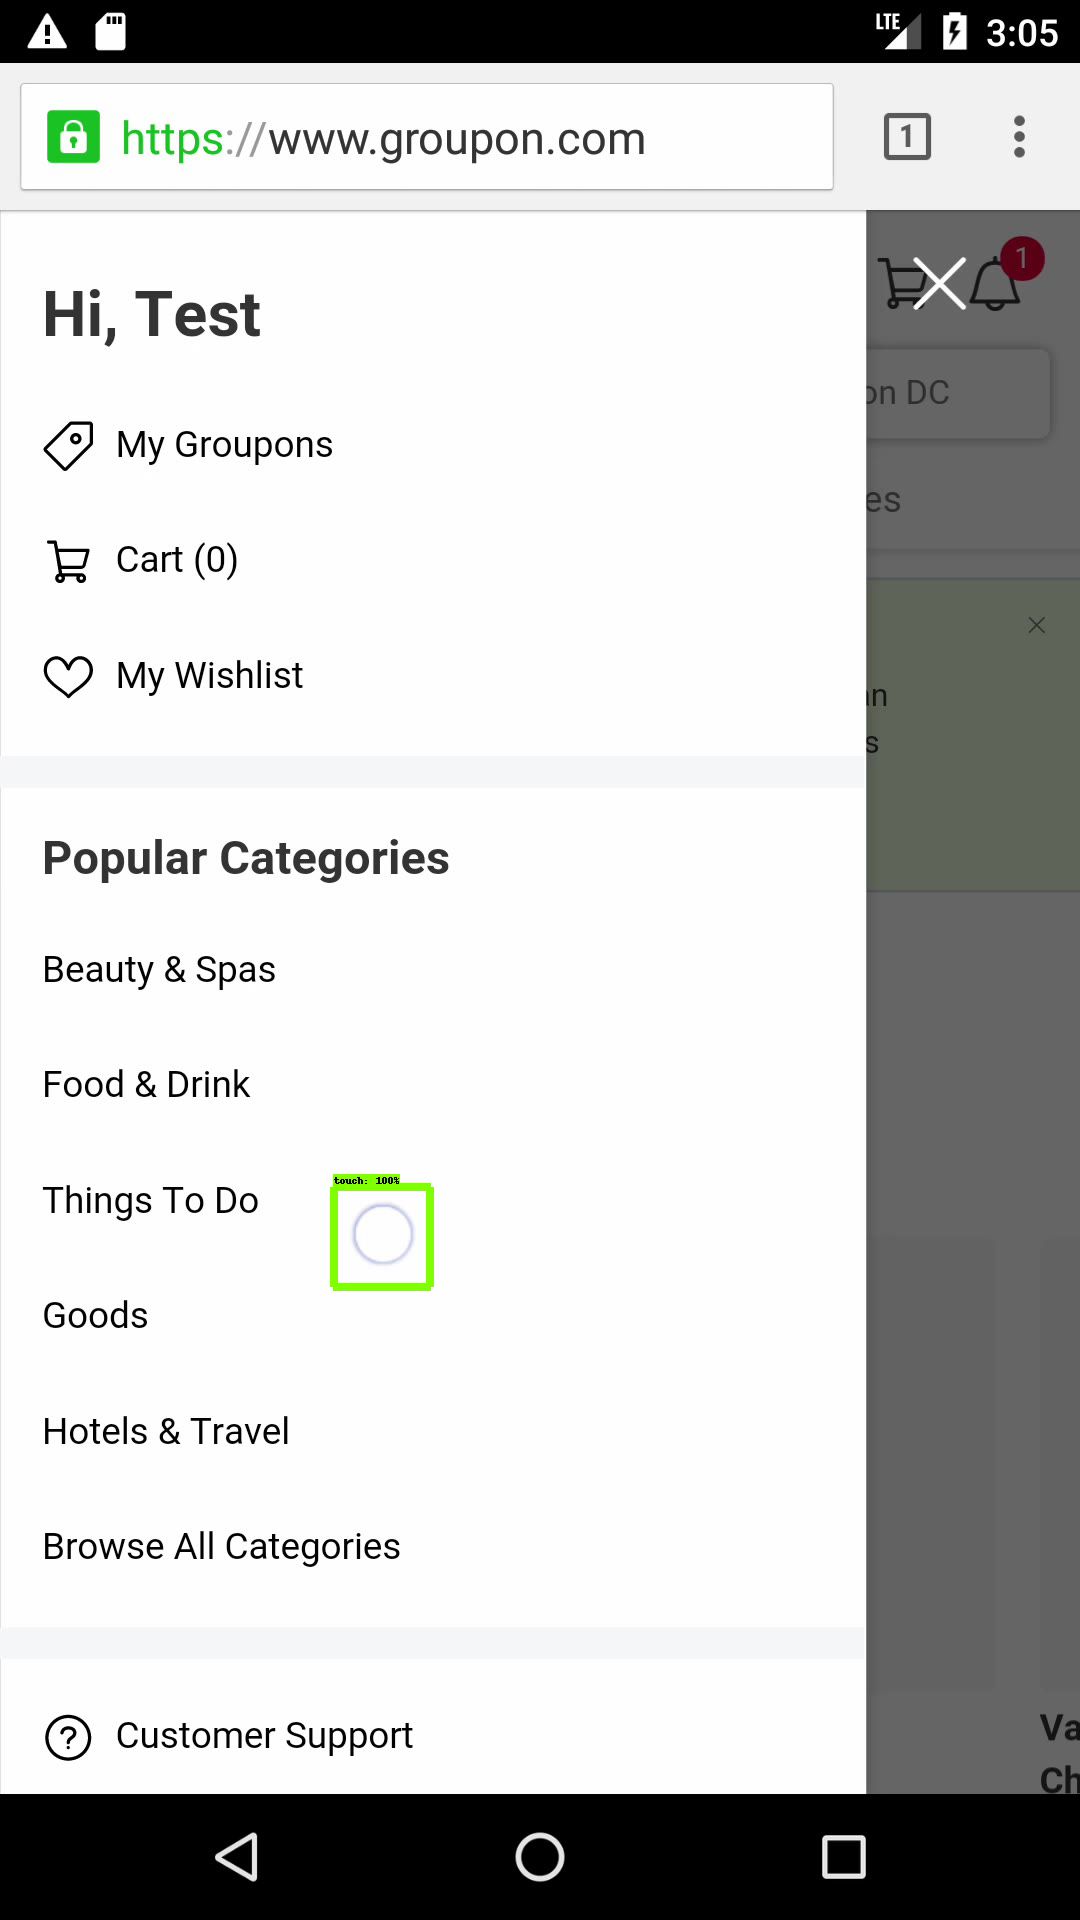 LTE 3:05
https://www.groupon.com 1
Hi, Test
1
My Groupons
on DC
es
Cart (0)
My Wishlist
an
s
Popular Categories
Beauty & Spas
Food & Drink
touch: 100%
Things To Do
Goods
Hotels & Travel
Browse All Categories
Customer Support
Va
Ch